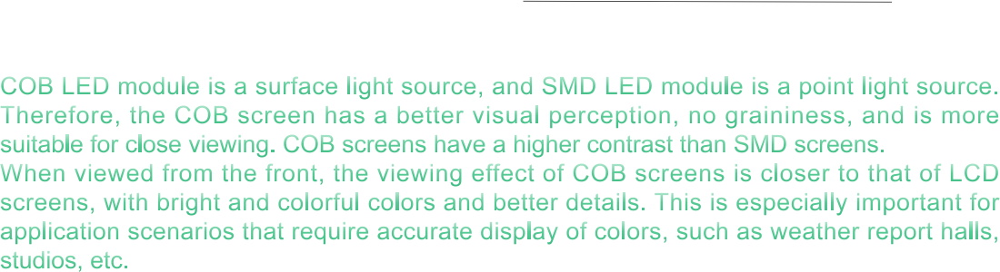 COB LED module is a surface light source, and SMD LED module is a point light source.
Therefore, the COB screen has a better visual perception, no graininess, and is more
suitable for close viewing. COB screens have a higher contrast than SMD screens.
When viewed from the front, the viewing effect of COB screens is closer to that of LCD
screens, with bright and colorful colors and better details. This is especially important for
application scenarios that require accurate display of colors, such as weather report halls,
studios, etc.